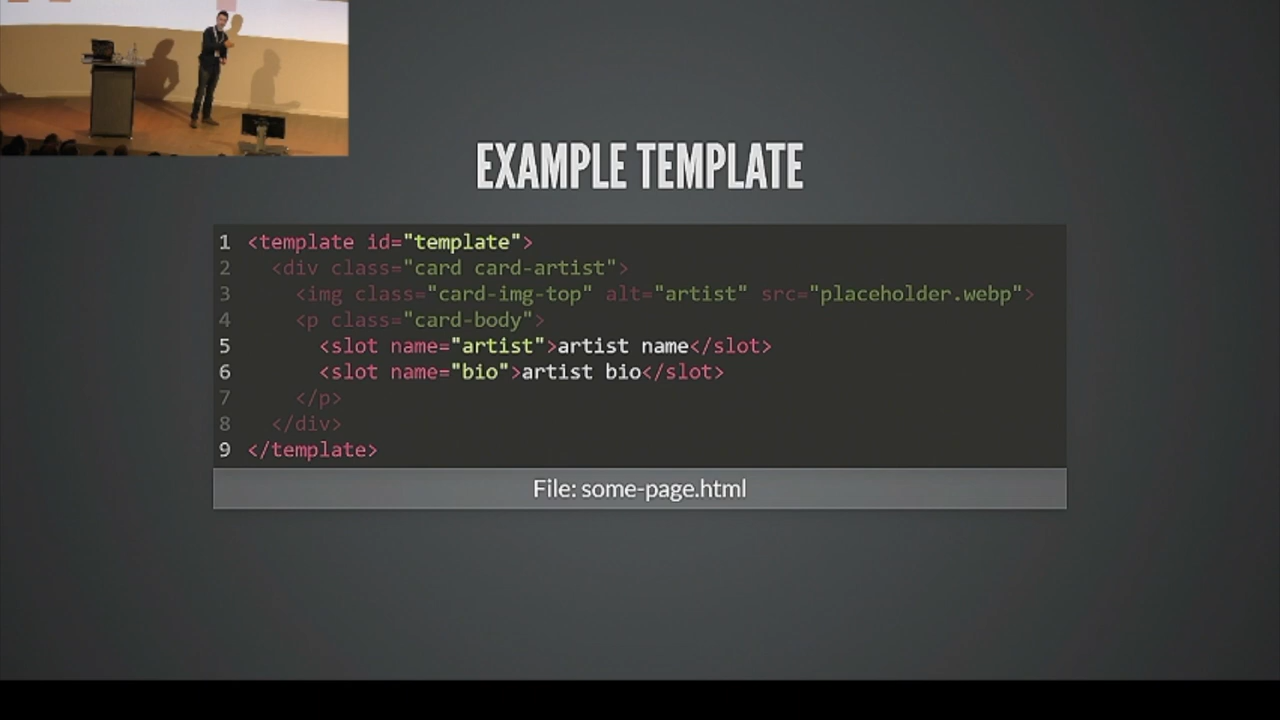 EXAMPLE TEMPLATE
1 <template id="template">
2 <div class="card card-artist">
3 <img class="card-img-top" alt="artist" src="placeholder.webp">
4 <p class="card-body">
5 <slot name="artist">artist name</slot>
6 <slot name="bio">artist bio</slot>
7 </p>
8 </div>
9 </template>
File: some-page.html